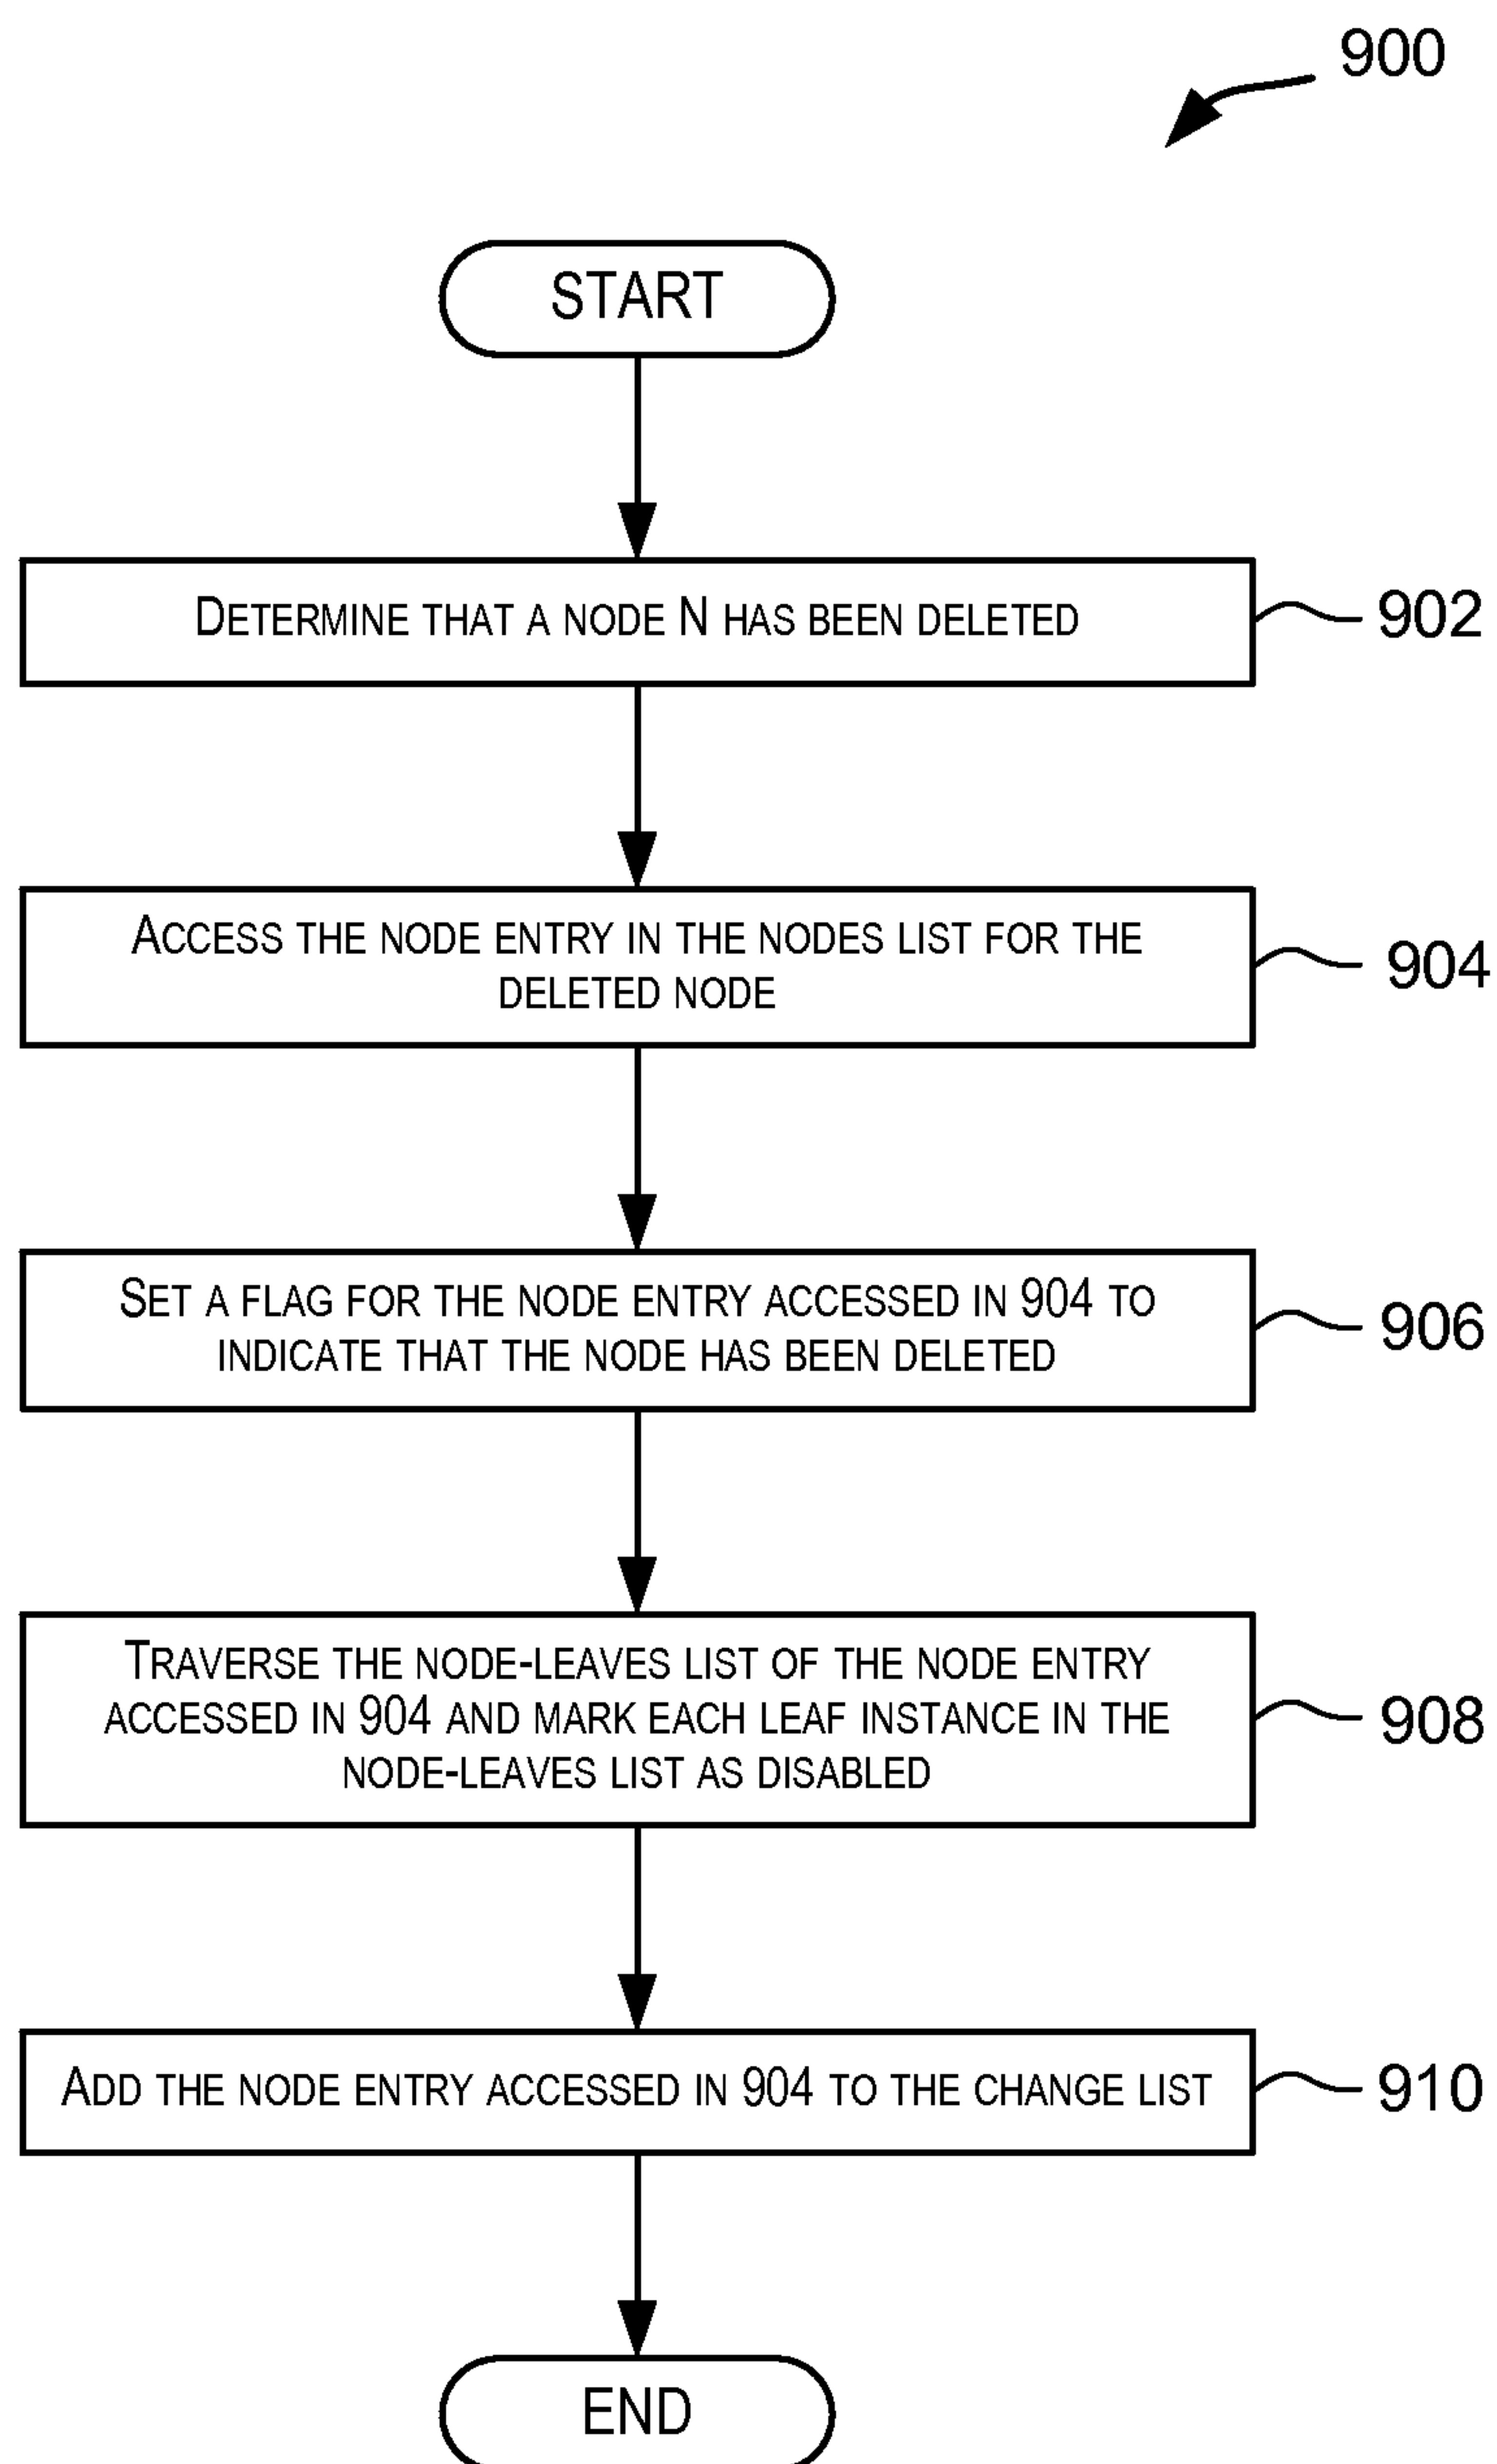 900
START
DETERMINE THAT A NODE N HAS BEEN DELETED
902
ACCESS THE NODE ENTRY IN THE NODES LIST FOR THE
DELETED NODE
904
SET A FLAG FOR THE NODE ENTRY ACCESSED IN 904 TO
INDICATE THAT THE NODE HAS BEEN DELETED
906
TRAVERSE THE NODE-LEAVES LIST OF THE NODE ENTRY
ACCESSED IN 904 AND MARK EACH LEAF INSTANCE IN THE
NODE-LEAVES LIST AS DISABLED
908
ADD THE NODE ENTRY ACCESSED IN 904 TO THE CHANGE LIST
910
END